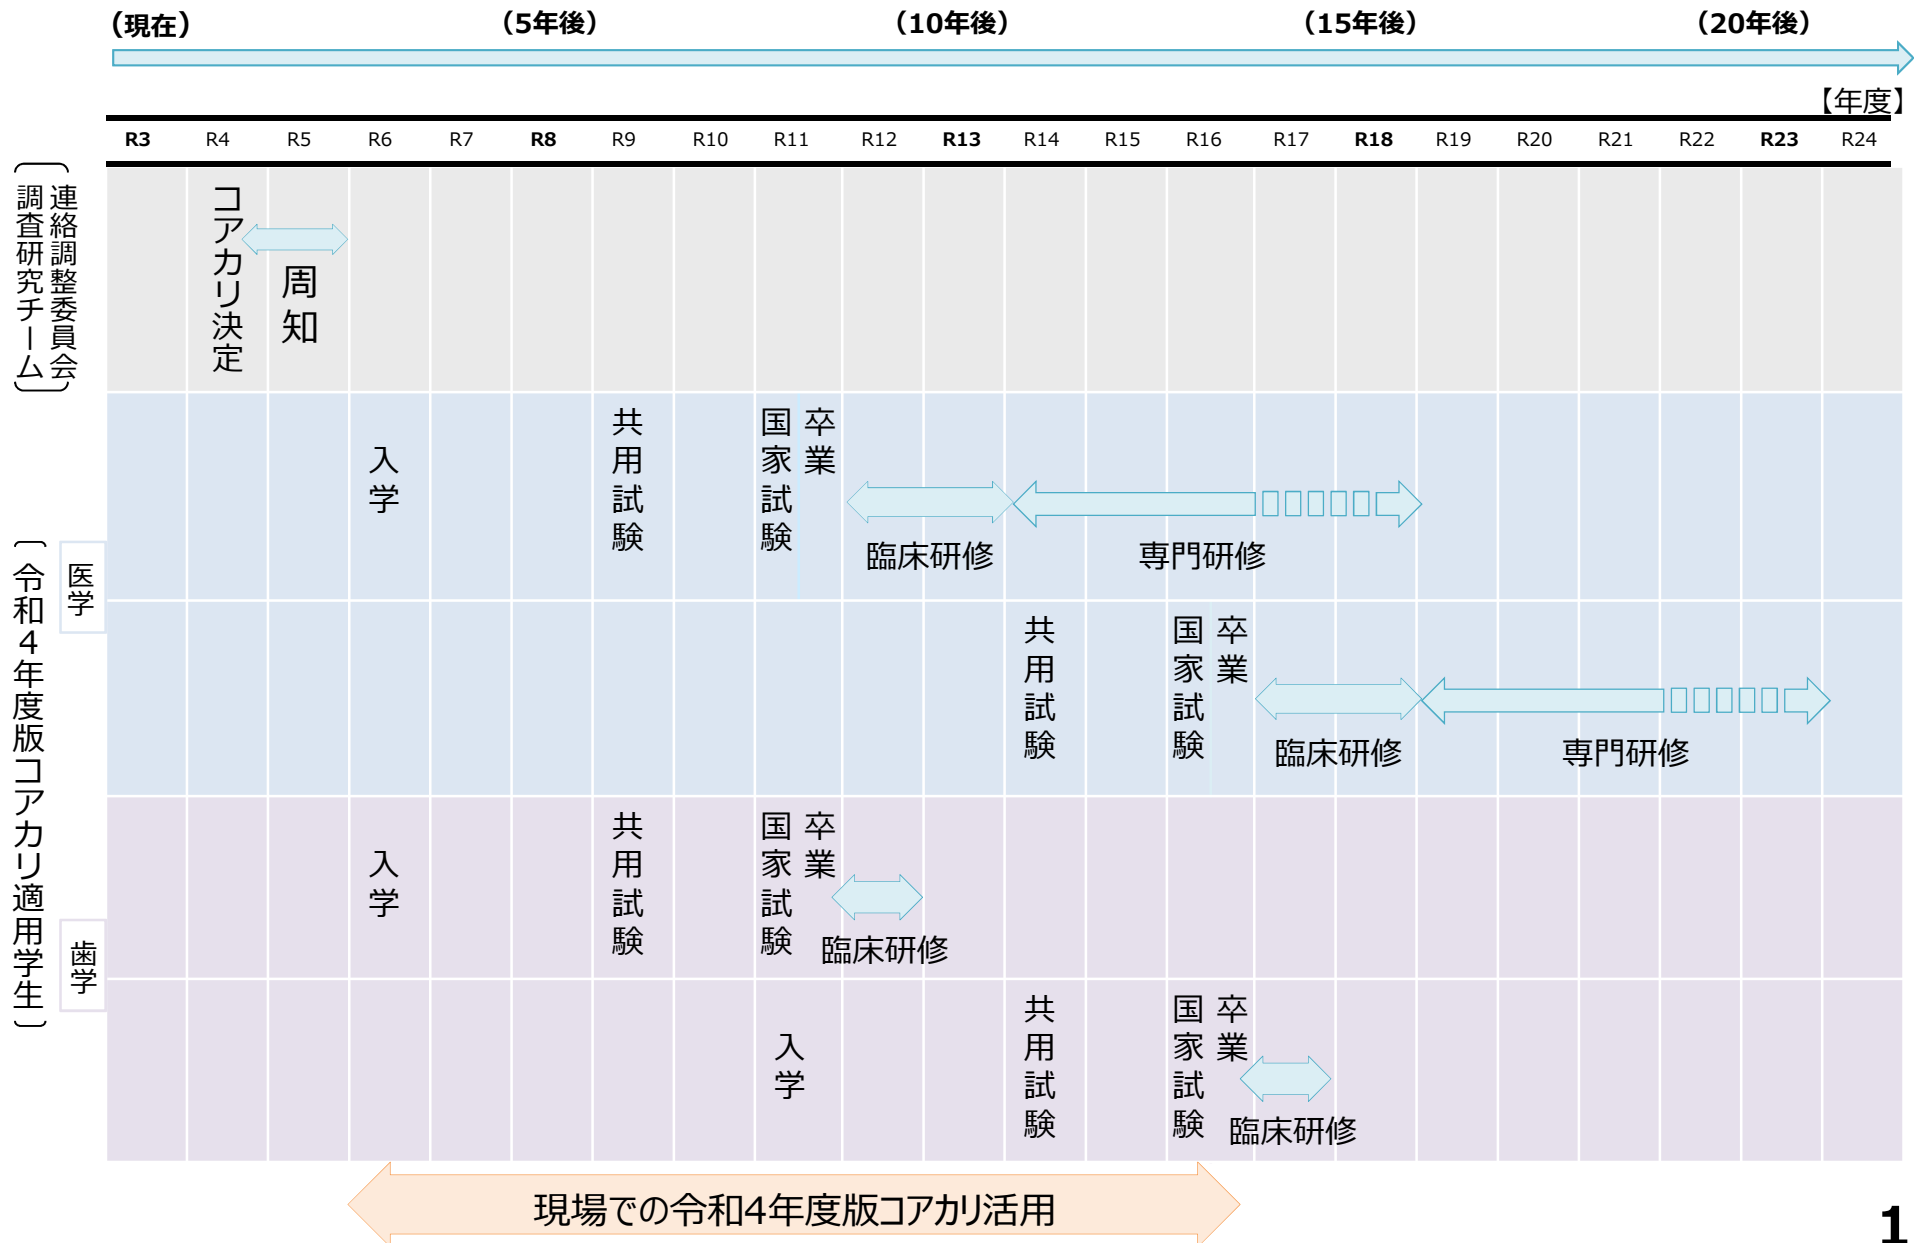 （現在）
（5年後）
（10年後）
（15年後）
（20年後）
【年度】
R3 R4 R5 R6 R7 R8 R9 R10 R11 R12 R13 R14 R15 R16 R17 R18 R19 R20 R21 R22 R23 R24
連絡調整委員会
調査研究チーム
コアカリ決定
周知
〔令和４年度版コアカリ適用学生〕
医学
入学
共用試験
国家試験
卒業
臨床研修
専門研修
共用試験
国家試験
卒業
臨床研修
専門研修
歯学
入学
共用試験
国家試験
卒業
臨床研修
入学
共用試験
国家試験
卒業
臨床研修
現場での令和4年度版コアカリ活用
1